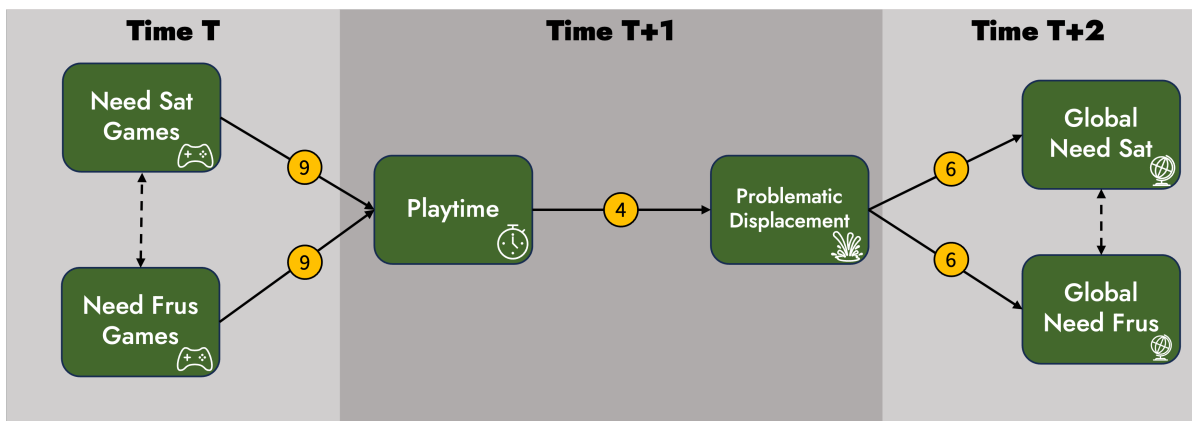 Time T
Time T+1
Time T+2
Need Sat
Games
9
Need Frus
Games
9
Playtime
4
Problematic
Displacement
6
6
Global
Need Sat
Global
Need Frus